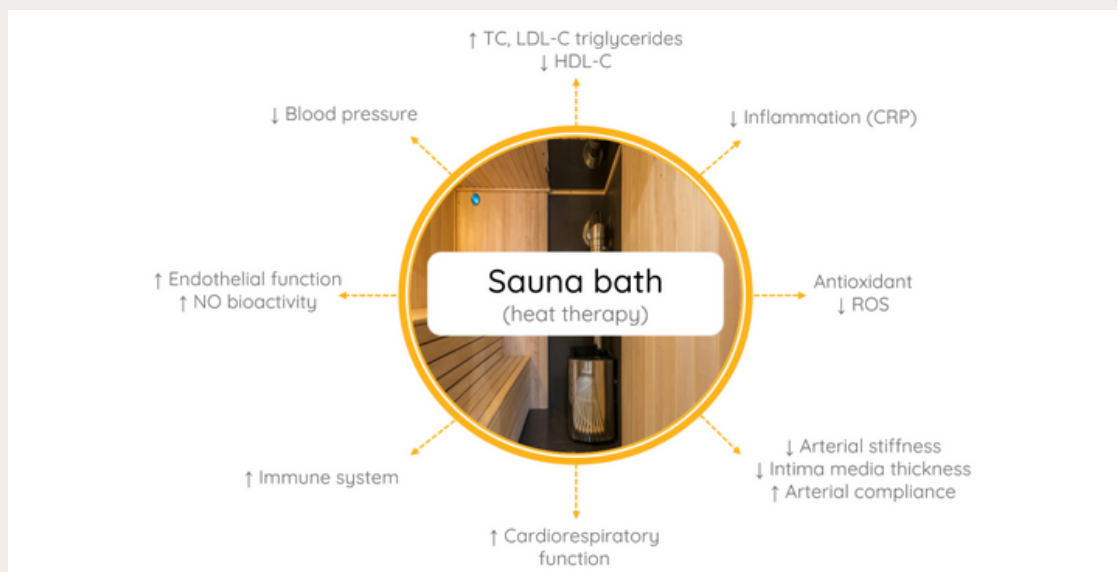 ↑ TC, LDL-C triglycerides
↓ HDL-C
↓ Blood pressure
↓ Inflammation (CRP)
↑ Endothelial function
↑ NO bioactivity
Sauna bath
(heat therapy)
Antioxidant
↓ ROS
↑ Immune system
↓ Arterial stiffness
↓ Intima media thickness
↑ Arterial compliance
↑ Cardiorespiratory
function